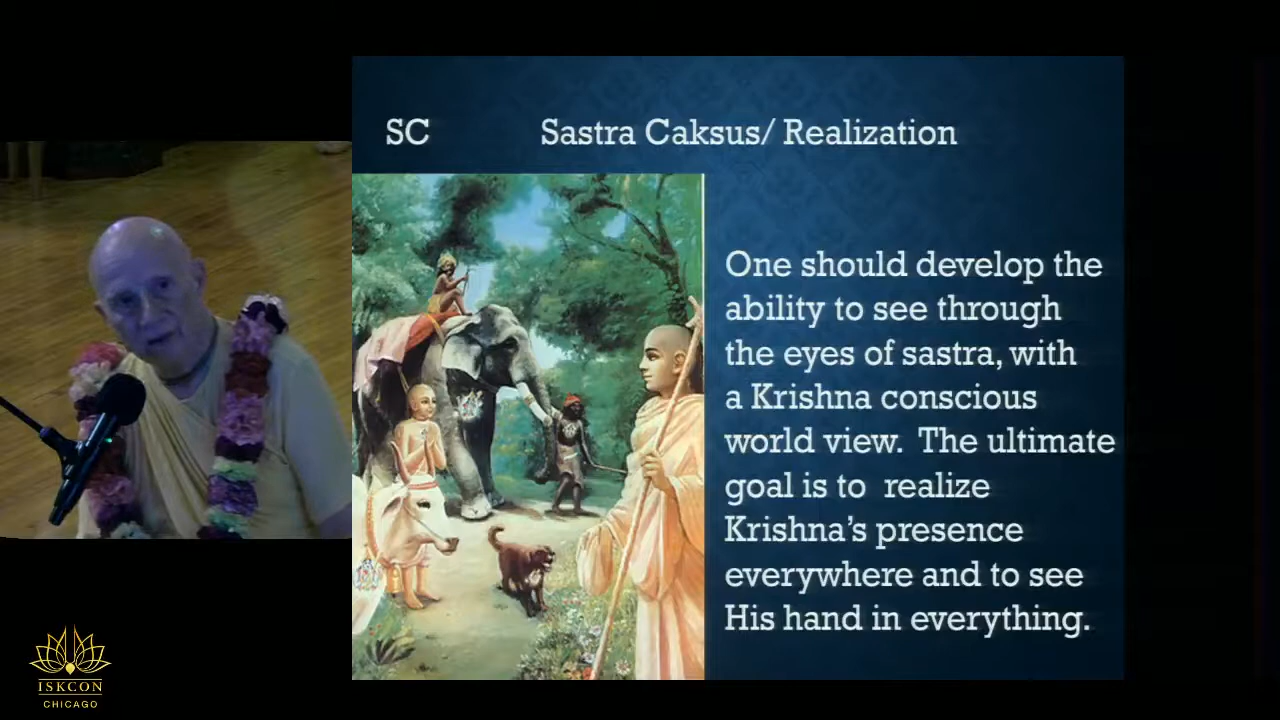 SC Sastra Caksus/ Realization
One should develop the
ability to see through
the eyes of sastra, with
a Krishna conscious
world view.  The ultimate
goal is to  realize
Krishna's presence
everywhere and to see
His hand in everything.
ISKCON
CHICAGO